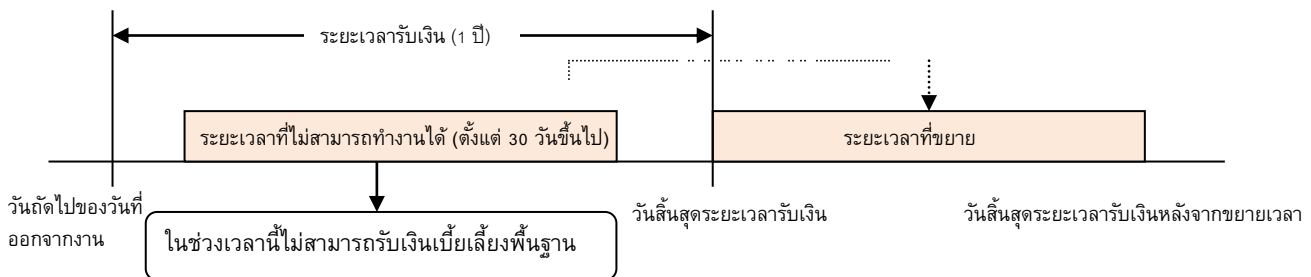 ระยะเวลารับเงิน (1 ปี)
ระยะเวลาที่ไม่สามารถทำงานได้ (ตั้งแต่ 30 วันขึ้นไป)
ระยะเวลาที่ขยาย
วันถัดไปของวันที่
ออกจากงาน
วันสิ้นสุดระยะเวลารับเงิน
วันสิ้นสุดระยะเวลารับเงินหลังจากขยายเวลา
ในช่วงเวลานี้ไม่สามารถรับเงินเบี้ยเลี้ยงพื้นฐาน